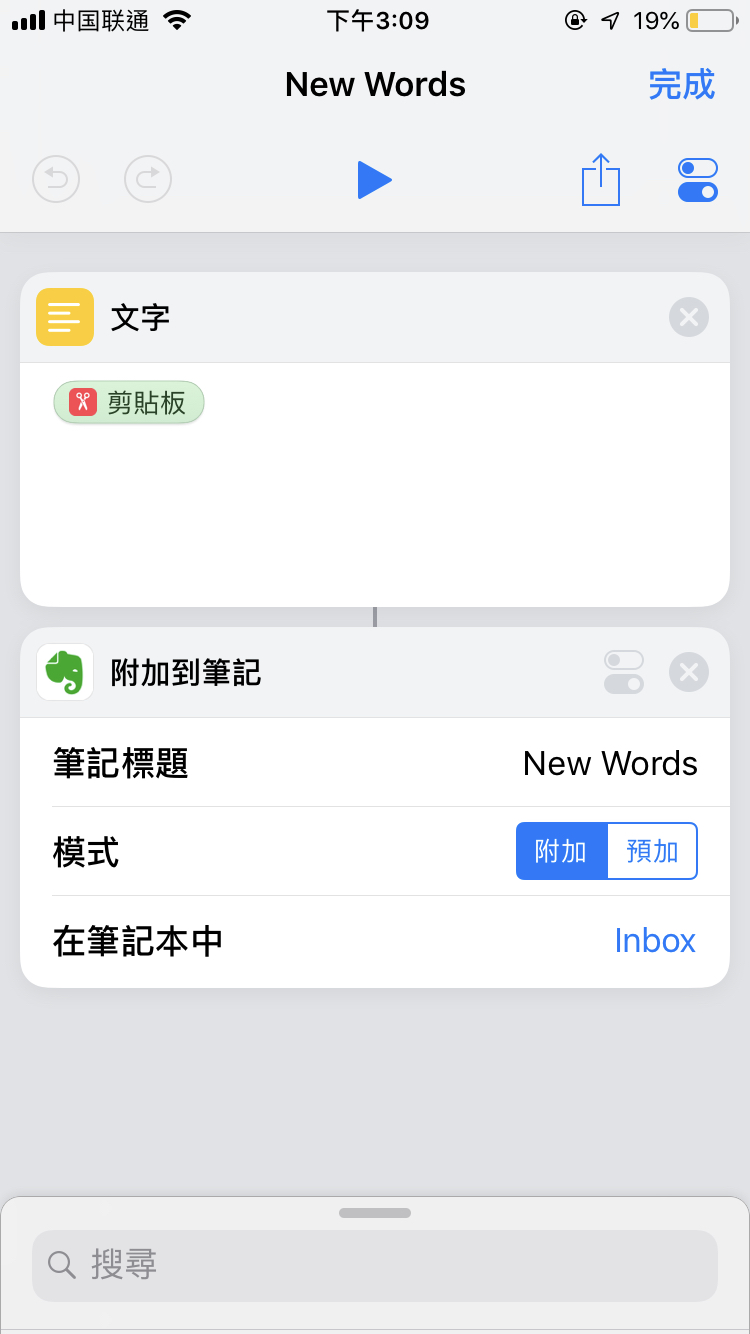 中国联通 下午3:09 19%
New Words 完成
文字
剪貼板
附加到筆記
筆記標題 New Words
模式 附加 預加
在筆記本中 Inbox
搜尋